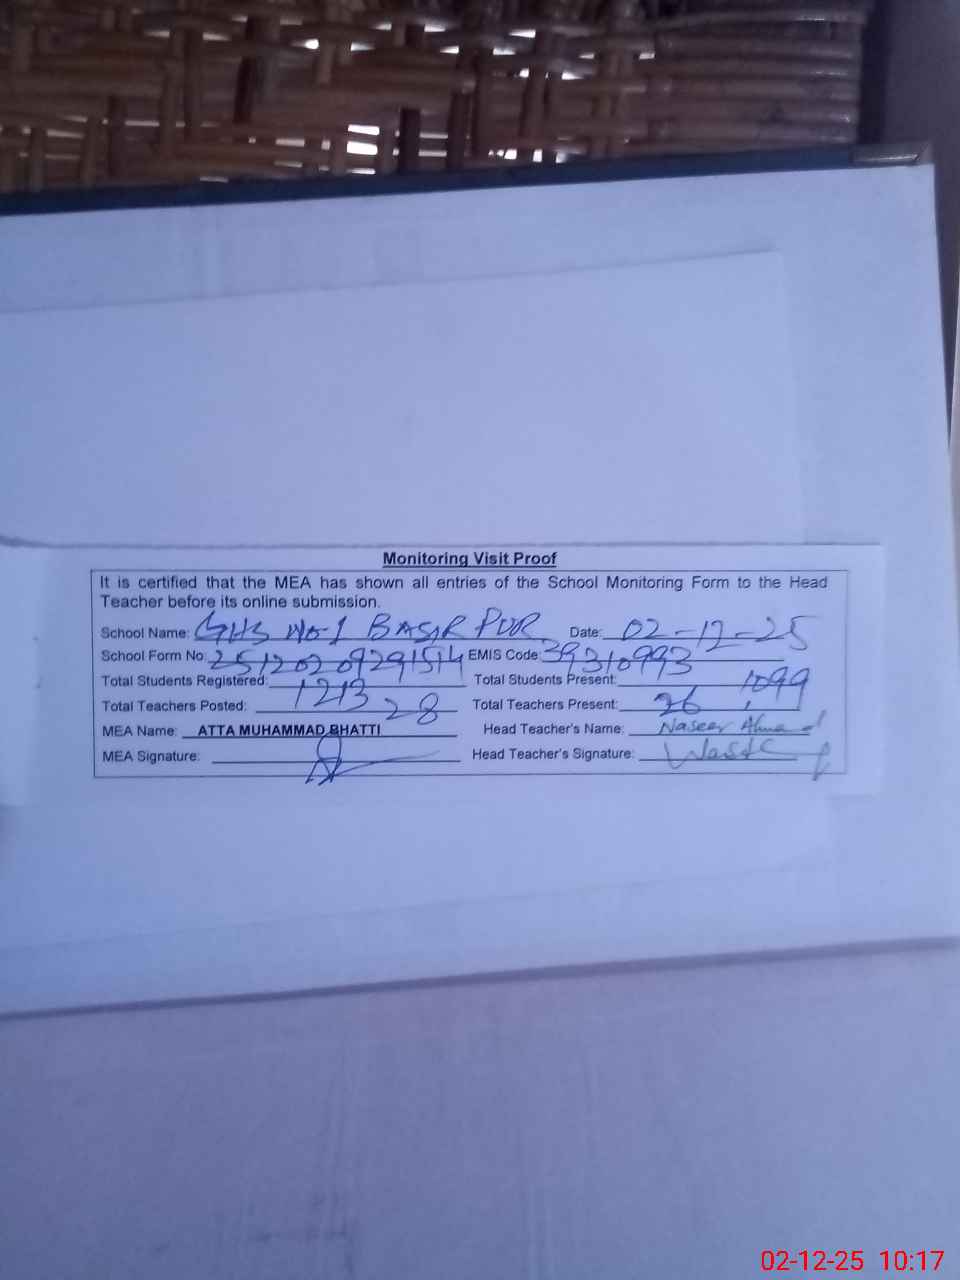 Monitoring Visit Proof
It is certified that the MEA has shown all entries of the School Monitoring Form to the Head
Teacher before its online submission.
School Name: GHS No-1 BASIR PUR Date: 02-12-25
School Form No: 25120209291514 EMIS Code: 39310993
Total Students Registered: 1213 Total Students Present: 1099
Total Teachers Posted: 28 Total Teachers Present: 26
MEA Name: ATTA MUHAMMAD BHATTI Head Teacher's Name: Naseer Ahmad
MEA Signature: Head Teacher's Signature:
02-12-25 10:17